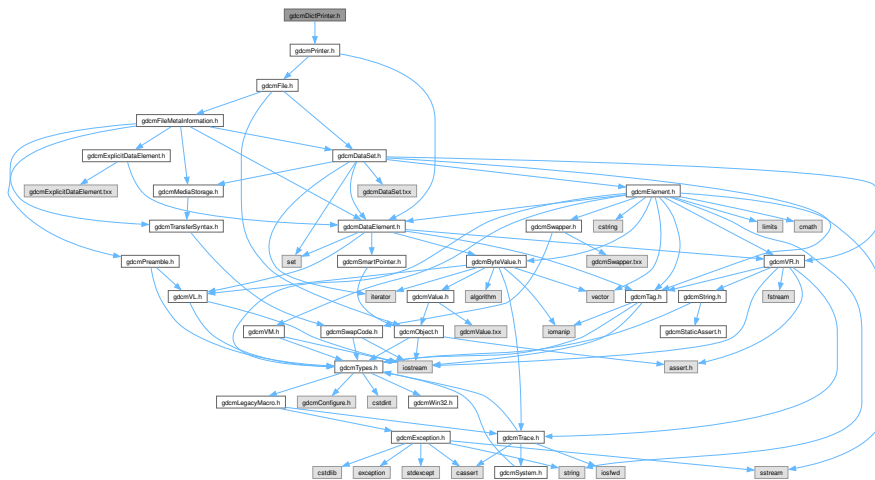 gdcmDictPrinter.h
gdcmPrinter.h
gdcmFile.h
gdcmFileMetaInformation.h
gdcmExplicitDataElement.h
gdcmDataSet.h
gdcmExplicitDataElement.txx
gdcmMediaStorage.h
gdcmDataSet.txx
gdcmElement.h
gdcmTransferSyntax.h
gdcmDataElement.h
gdcmSwapper.h
cstring
limits
cmath
gdcmPreamble.h
set
gdcmSmartPointer.h
gdcmByteValue.h
gdcmSwapper.txx
gdcmVR.h
gdcmVL.h
iterator
gdcmValue.h
algorithm
vector
gdcmTag.h
gdcmString.h
fstream
gdcmVM.h
gdcmSwapCode.h
gdcmObject.h
gdcmValue.txx
iomanip
gdcmStaticAssert.h
gdcmTypes.h
iostream
assert.h
gdcmLegacyMacro.h
gdcmConfigure.h
cstdint
gdcmWin32.h
gdcmException.h
gdcmTrace.h
cstdlib
exception
stdexcept
cassert
gdcmSystem.h
string
iosfwd
sstream